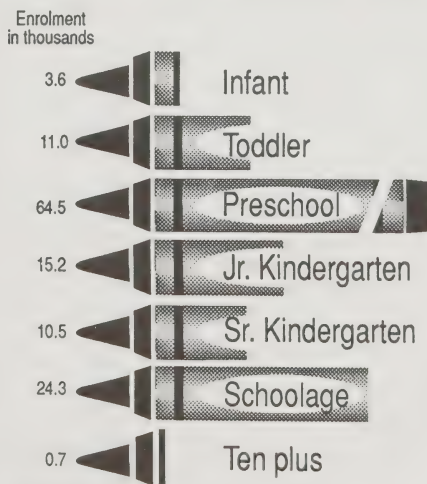 Enrolment
in thousands
3.6 Infant
11.0 Toddler
64.5 Preschool
15.2 Jr. Kindergarten
10.5 Sr. Kindergarten
24.3 Schoolage
0.7 Ten plus